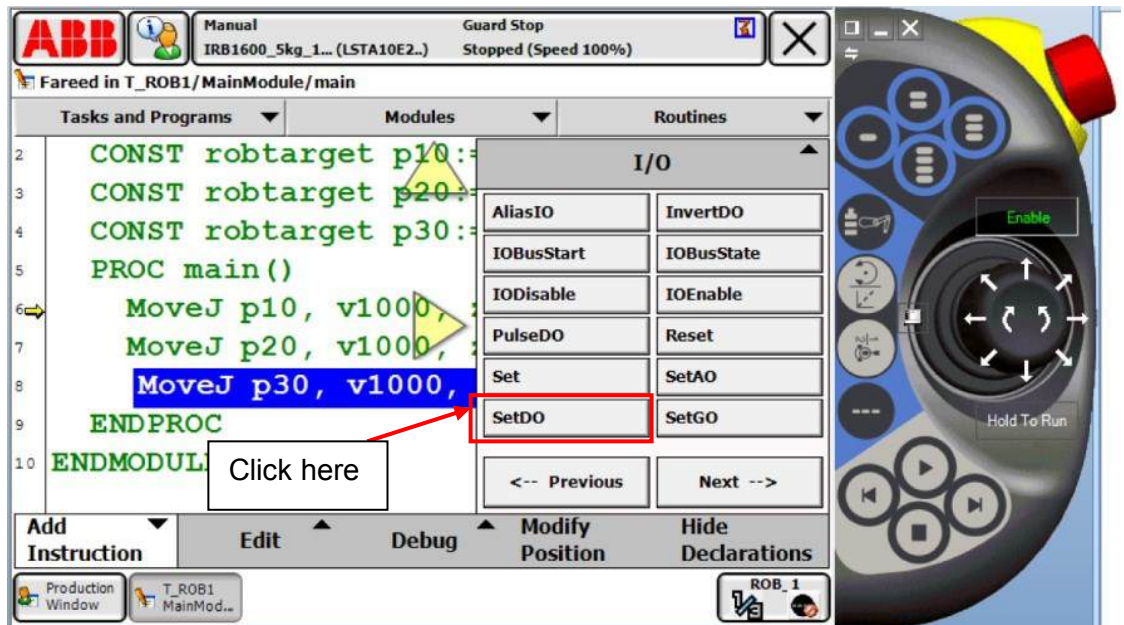 ABB
Manual
Guard Stop
IRB1600_5kg_1... (LSTA10E2..)
Stopped (Speed 100%)
Fareed in T_ROB1/MainModule/main
Tasks and Programs
Modules
Routines
2 CONST robtarget p10:=
3 CONST robtarget p20:=
4 CONST robtarget p30:=
5 PROC main()
6 MoveJ p10, v1000,
7 MoveJ p20, v1000,
8 MoveJ p30, v1000,
9 ENDPROC
10 ENDMODUL
I/O
AliasIO InvertDO
IOBusStart IOBusState
IODisable IOEnable
PulseDO Reset
Set SetAO
SetDO SetGO
<-- Previous Next -->
Click here
Add
Instruction
Edit
Debug
Modify
Position
Hide
Declarations
Production
Window
T_ROB1
MainMod...
ROB_1
1/3
Enable
Hold To Run